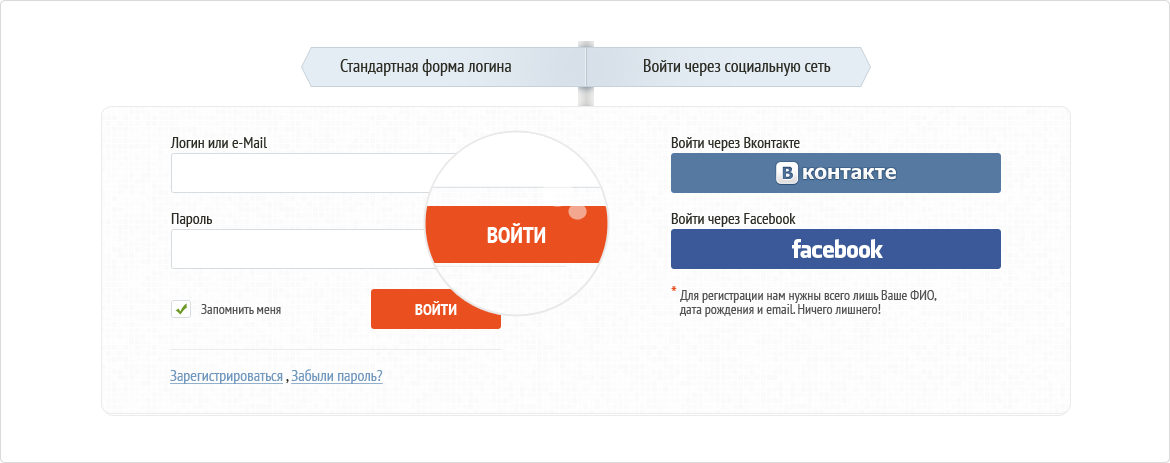 Стандартная форма логина
Войти через социальную сеть
Логин или e-Mail
Пароль
ВОЙТИ
Запомнить меня
ВОЙТИ
Зарегистрироваться , Забыли пароль?
Войти через Вконтакте
В контакте
Войти через Facebook
facebook
* Для регистрации нам нужны всего лишь Ваше ФИО,
дата рождения и email. Ничего лишнего!